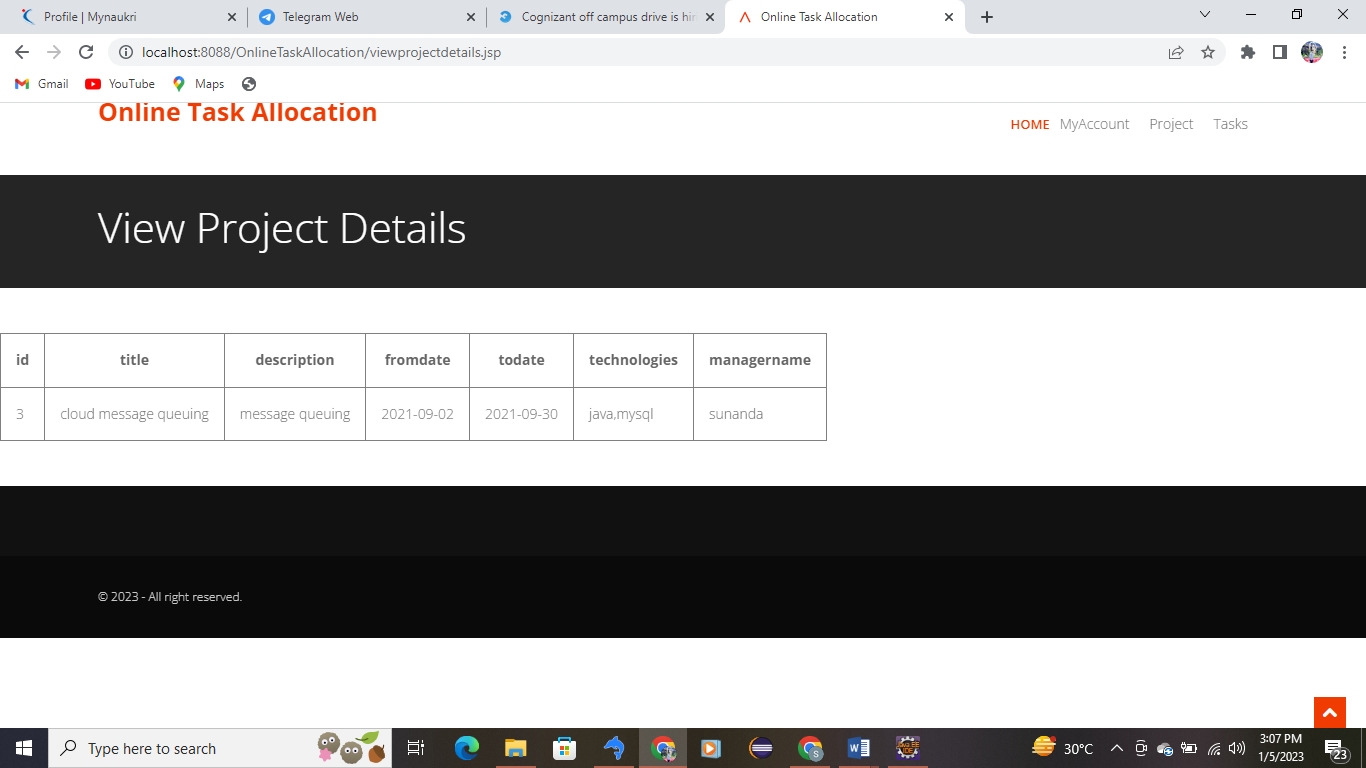 Profile | Mynaukri
Telegram Web
Cognizant off campus drive is hir
Online Task Allocation
localhost:8088/OnlineTaskAllocation/viewprojectdetails.jsp
Gmail YouTube Maps
Online Task Allocation
HOME MyAccount Project Tasks
View Project Details
id title description fromdate todate technologies managername
3 cloud message queuing message queuing 2021-09-02 2021-09-30 java,mysql sunanda
© 2023 - All right reserved.
Type here to search
30°C
3:07 PM
1/5/2023
23